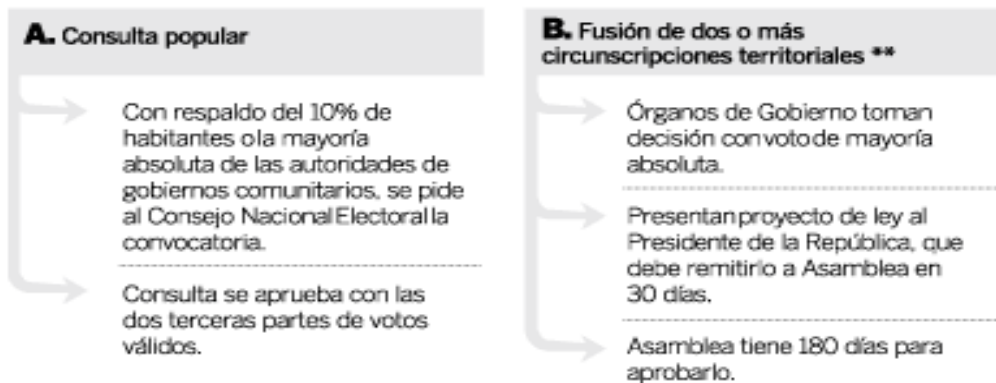 A. Consulta popular
Con respaldo del 10% de
habitantes o la mayoría
absoluta de las autoridades de
gobiernos comunitarios, se pide
al Consejo Nacional Electoral la
convocatoria.
Consulta se aprueba con las
dos terceras partes de votos
válidos.
B. Fusión de dos o más
circunscripciones territoriales **
Órganos de Gobierno toman
decisión con voto de mayoría
absoluta.
Presentan proyecto de ley al
Presidente de la República, que
debe remitirlo a Asamblea en
30 días.
Asamblea tiene 180 días para
aprobarlo.